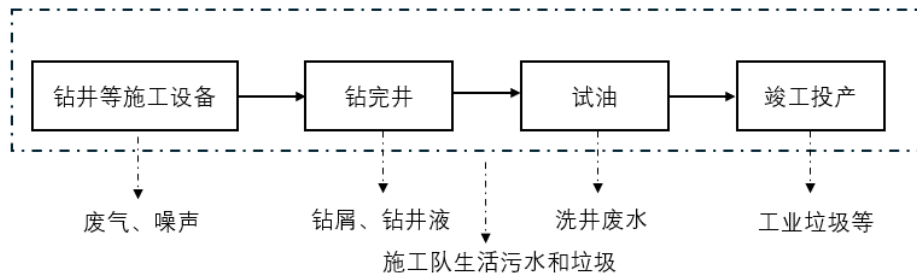 钻井等施工设备
钻完井
试油
竣工投产
废气、噪声
钻屑、钻井液
洗井废水
工业垃圾等
施工队生活污水和垃圾